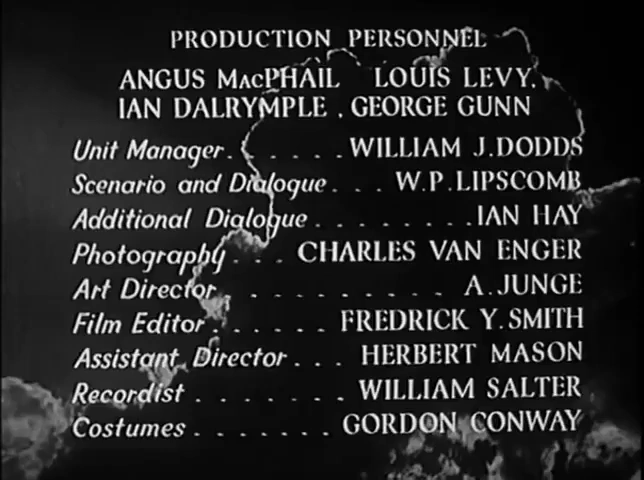 PRODUCTION PERSONNEL
ANGUS MACPHAIL LOUIS LEVY,
IAN DALRYMPLE, GEORGE GUNN
Unit Manager. . . . . . WILLIAM J. DODDS
Scenario and Dialogue . . . W.P. LIPSCOMB
Additional Dialogue . . . . . . . . IAN HAY
Photography . . . CHARLES VAN ENGER
Art Director . . . . . . . . . A. JUNGE
Film Editor . . . . . . FREDRICK Y. SMITH
Assistant Director . . . HERBERT MASON
Recordist . . . . . . . WILLIAM SALTER
Costumes . . . . . . . GORDON CONWAY